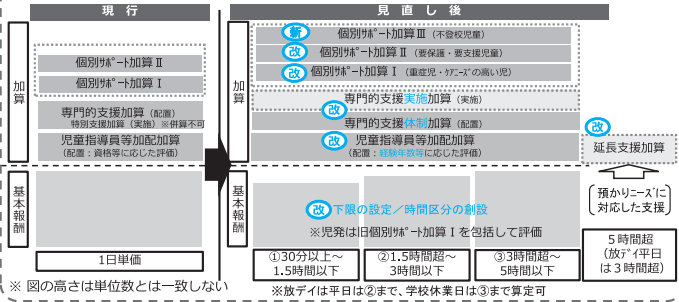 現行
見直し後
加算
個別ｻﾎﾟｰﾄ加算Ⅱ
個別ｻﾎﾟｰﾄ加算Ⅰ
専門的支援加算（配置）
特別支援加算（実施）※併算不可
児童指導員等加配加算
（配置：資格等に応じた評価）
基本報酬
1日単価
加算
新 個別ｻﾎﾟｰﾄ加算Ⅲ（不登校児童）
改 個別ｻﾎﾟｰﾄ加算Ⅱ（要保護・要支援児童）
改 個別ｻﾎﾟｰﾄ加算Ⅰ（重症児・ｹｱﾆｰｽﾞの高い児）
専門的支援実施加算（実施）
改
専門的支援体制加算（配置）
改 児童指導員等加配加算
（配置：経験年数等に応じた評価）
改
延長支援加算
預かりﾆｰｽﾞに
対応した支援
基本報酬
改 下限の設定／時間区分の創設
※児発は旧個別ｻﾎﾟｰﾄ加算Ⅰを包括して評価
①30分以上～
1.5時間以下
②1.5時間超～
3時間以下
③3時間超～
5時間以下
５時間超
（放デイ平日
は３時間超）
※ 図の高さは単位数とは一致しない
※放デイは平日は②まで、学校休業日は③まで算定可